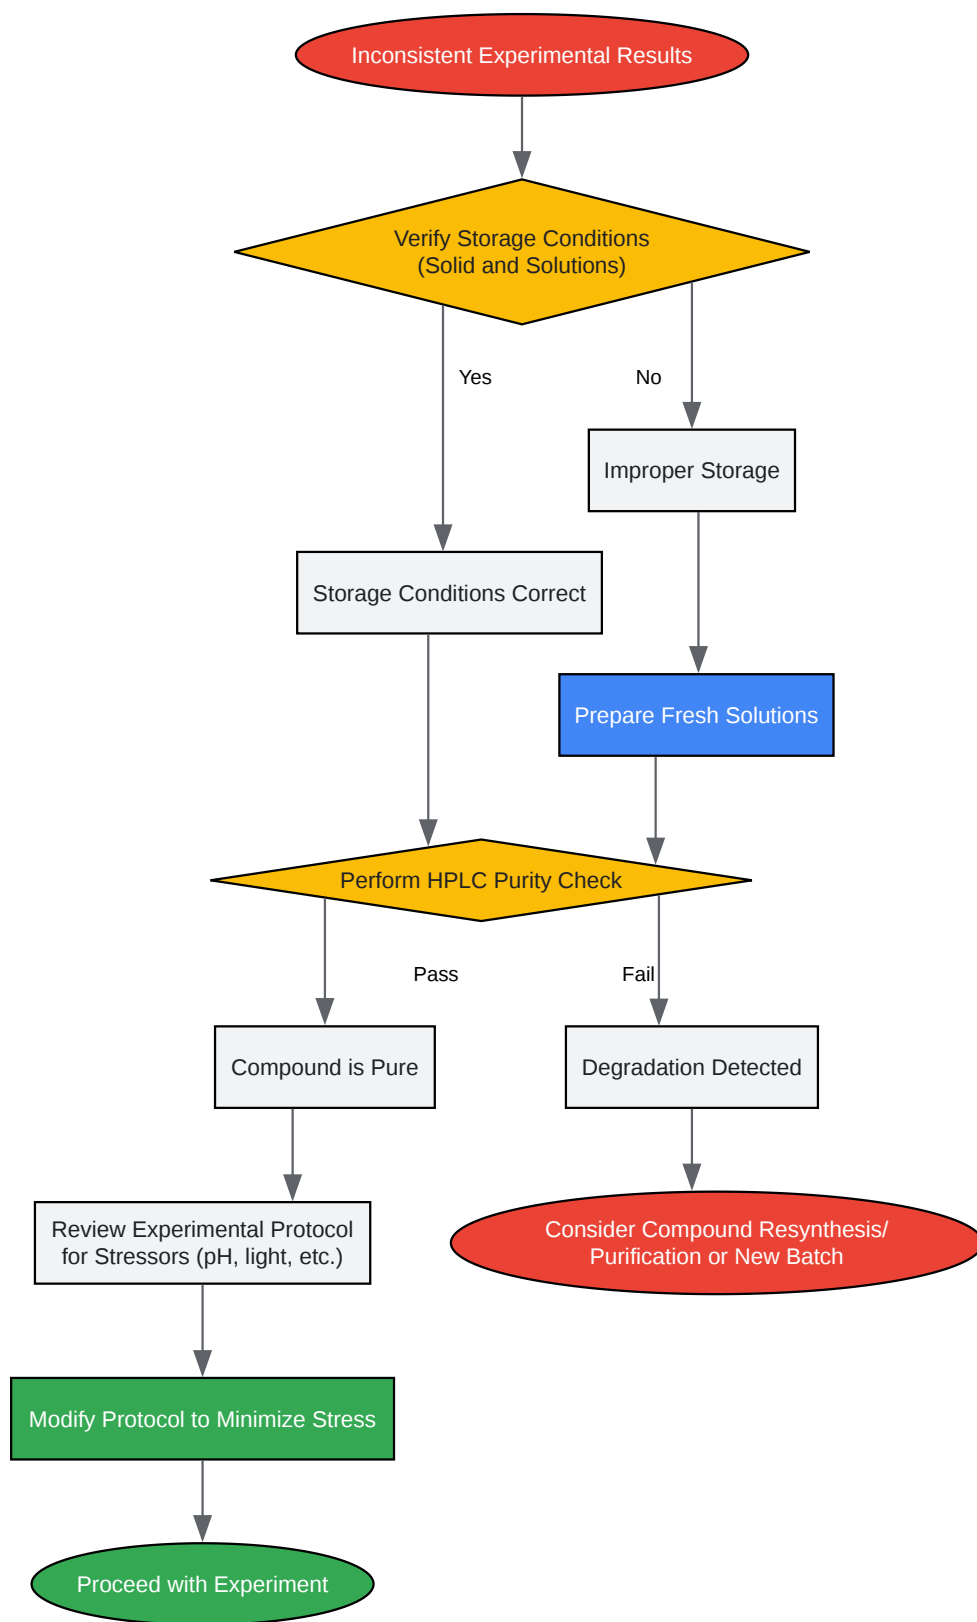 Inconsistent Experimental Results
Verify Storage Conditions
(Solid and Solutions)
Yes
No
Improper Storage
Storage Conditions Correct
Prepare Fresh Solutions
Perform HPLC Purity Check
Pass
Fail
Compound is Pure
Degradation Detected
Review Experimental Protocol
for Stressors (pH, light, etc.)
Consider Compound Resynthesis/
Purification or New Batch
Modify Protocol to Minimize Stress
Proceed with Experiment